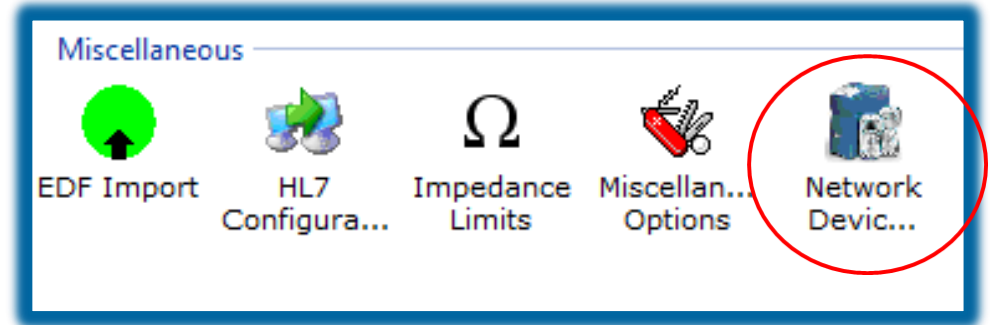 Miscellaneous
Ω
EDF Import
HL7
Configura...
Impedance
Limits
Miscellan...
Options
Network
Devic...